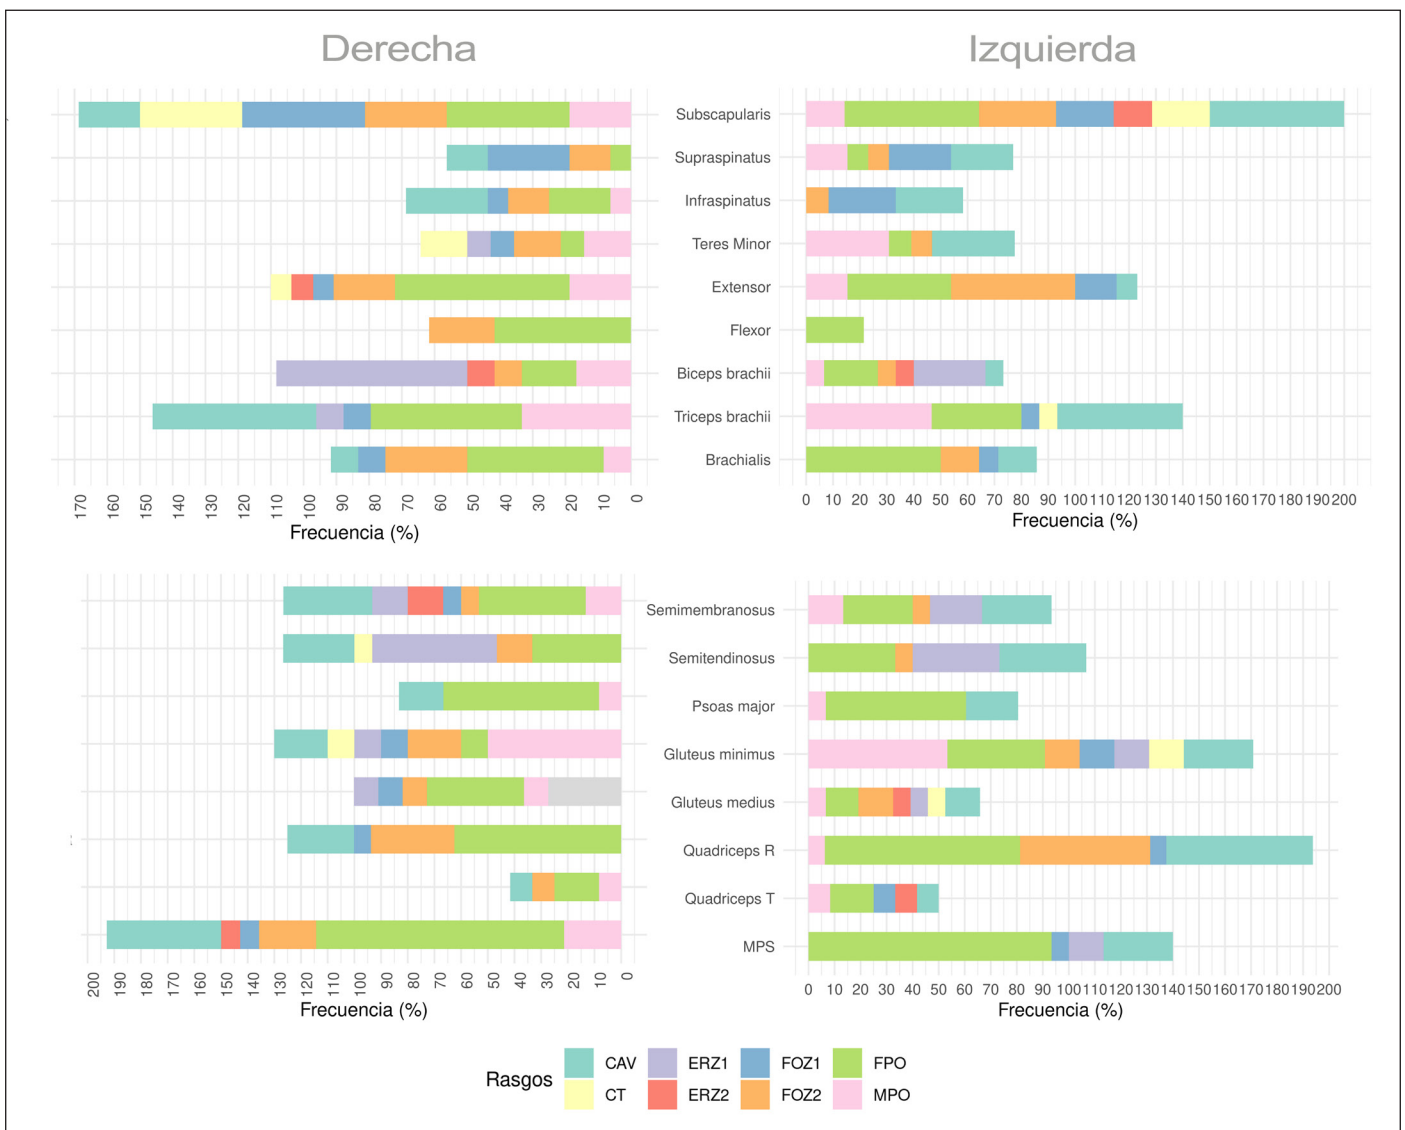 Derecha
Izquierda
Subscapularis
Supraspinatus
Infraspinatus
Teres Minor
Extensor
Flexor
Biceps brachii
Triceps brachii
Brachialis
170 160 150 140 130 120 110 100 90 80 70 60 50 40 30 20 10 0
Frecuencia (%)
0 10 20 30 40 50 60 70 80 90 100 110 120 130 140 150 160 170 180 190 200
Frecuencia (%)
Semimembranosus
Semitendinosus
Psoas major
Gluteus minimus
Gluteus medius
Quadriceps R
Quadriceps T
MPS
200 190 180 170 160 150 140 130 120 110 100 90 80 70 60 50 40 30 20 10 0
Frecuencia (%)
0 10 20 30 40 50 60 70 80 90 100 110 120 130 140 150 160 170 180 190 200
Frecuencia (%)
Rasgos
CAV ERZ1 FOZ1 FPO
CT ERZ2 FOZ2 MPO